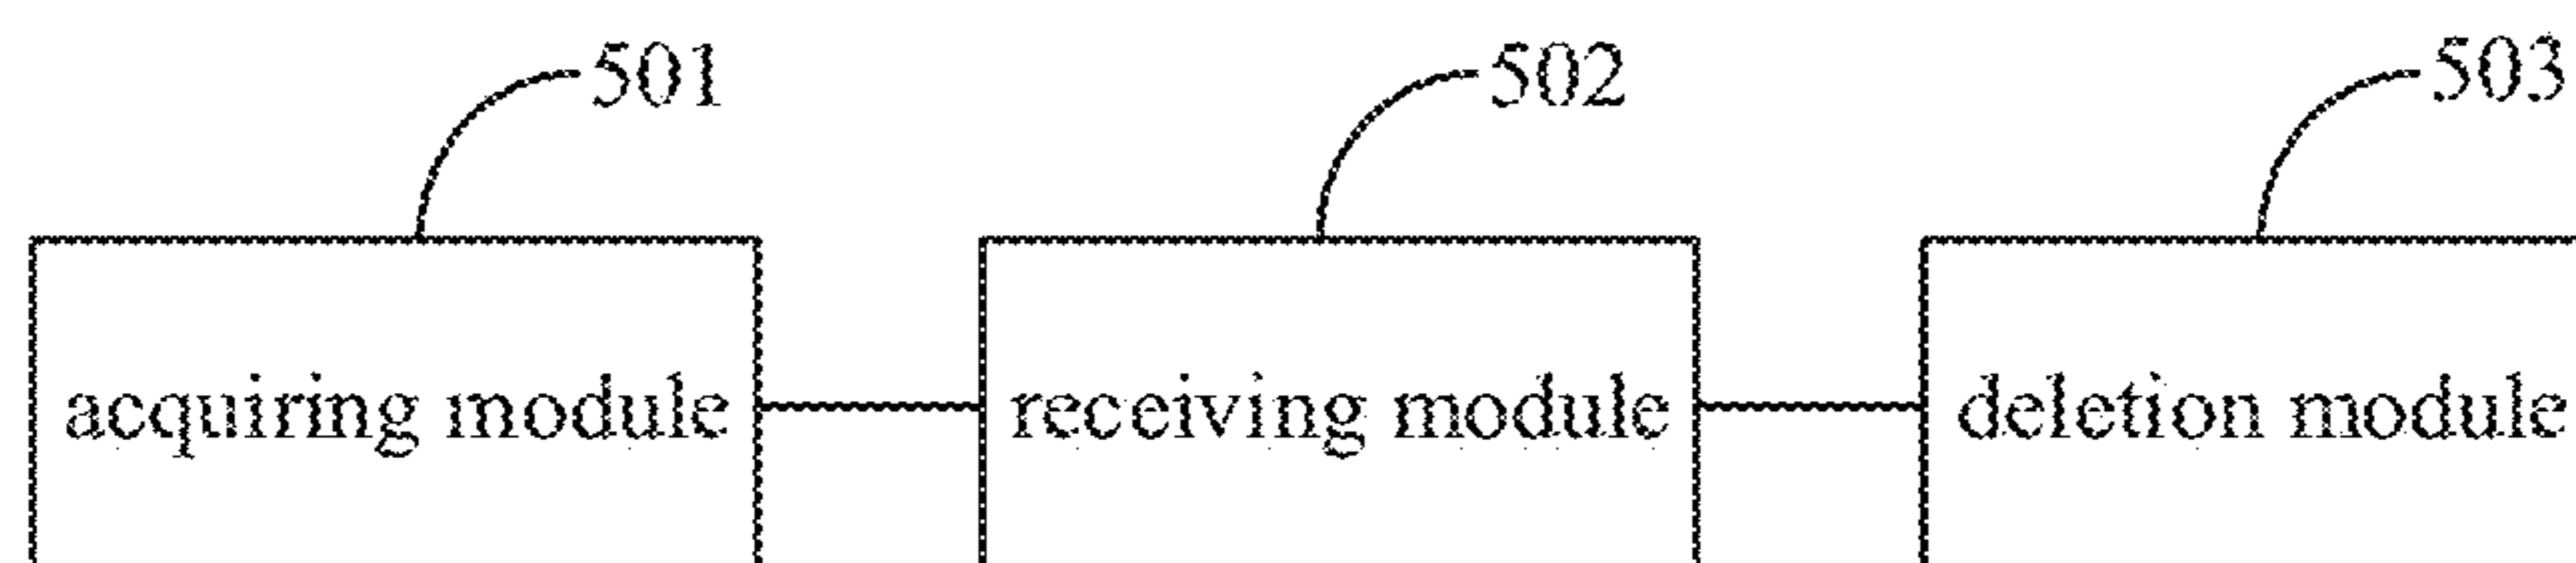 501 502 503
acquiring module receiving module deletion module